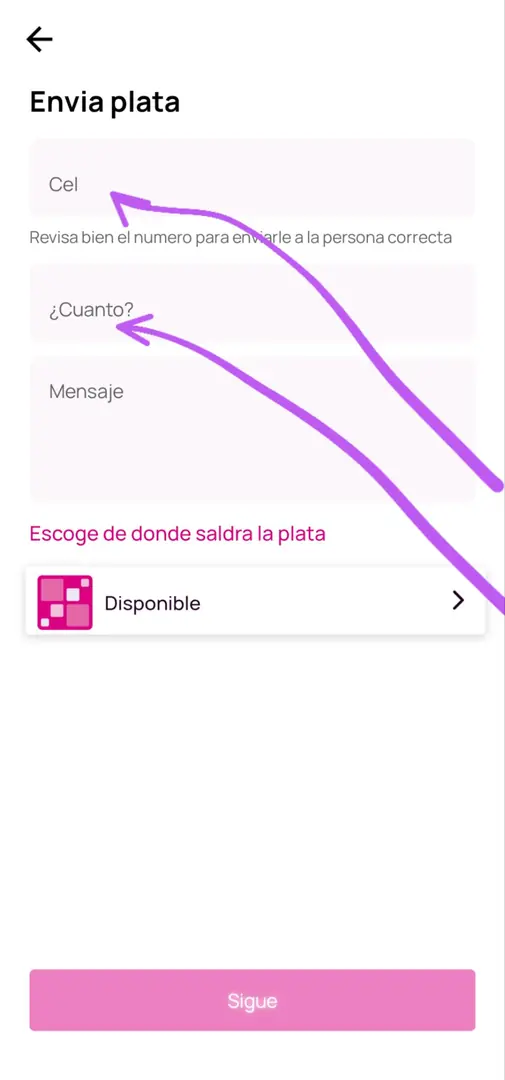 Envia plata
Cel
Revisa bien el numero para enviarle a la persona correcta
¿Cuanto?
Mensaje
Escoge de donde saldra la plata
Disponible
Sigue